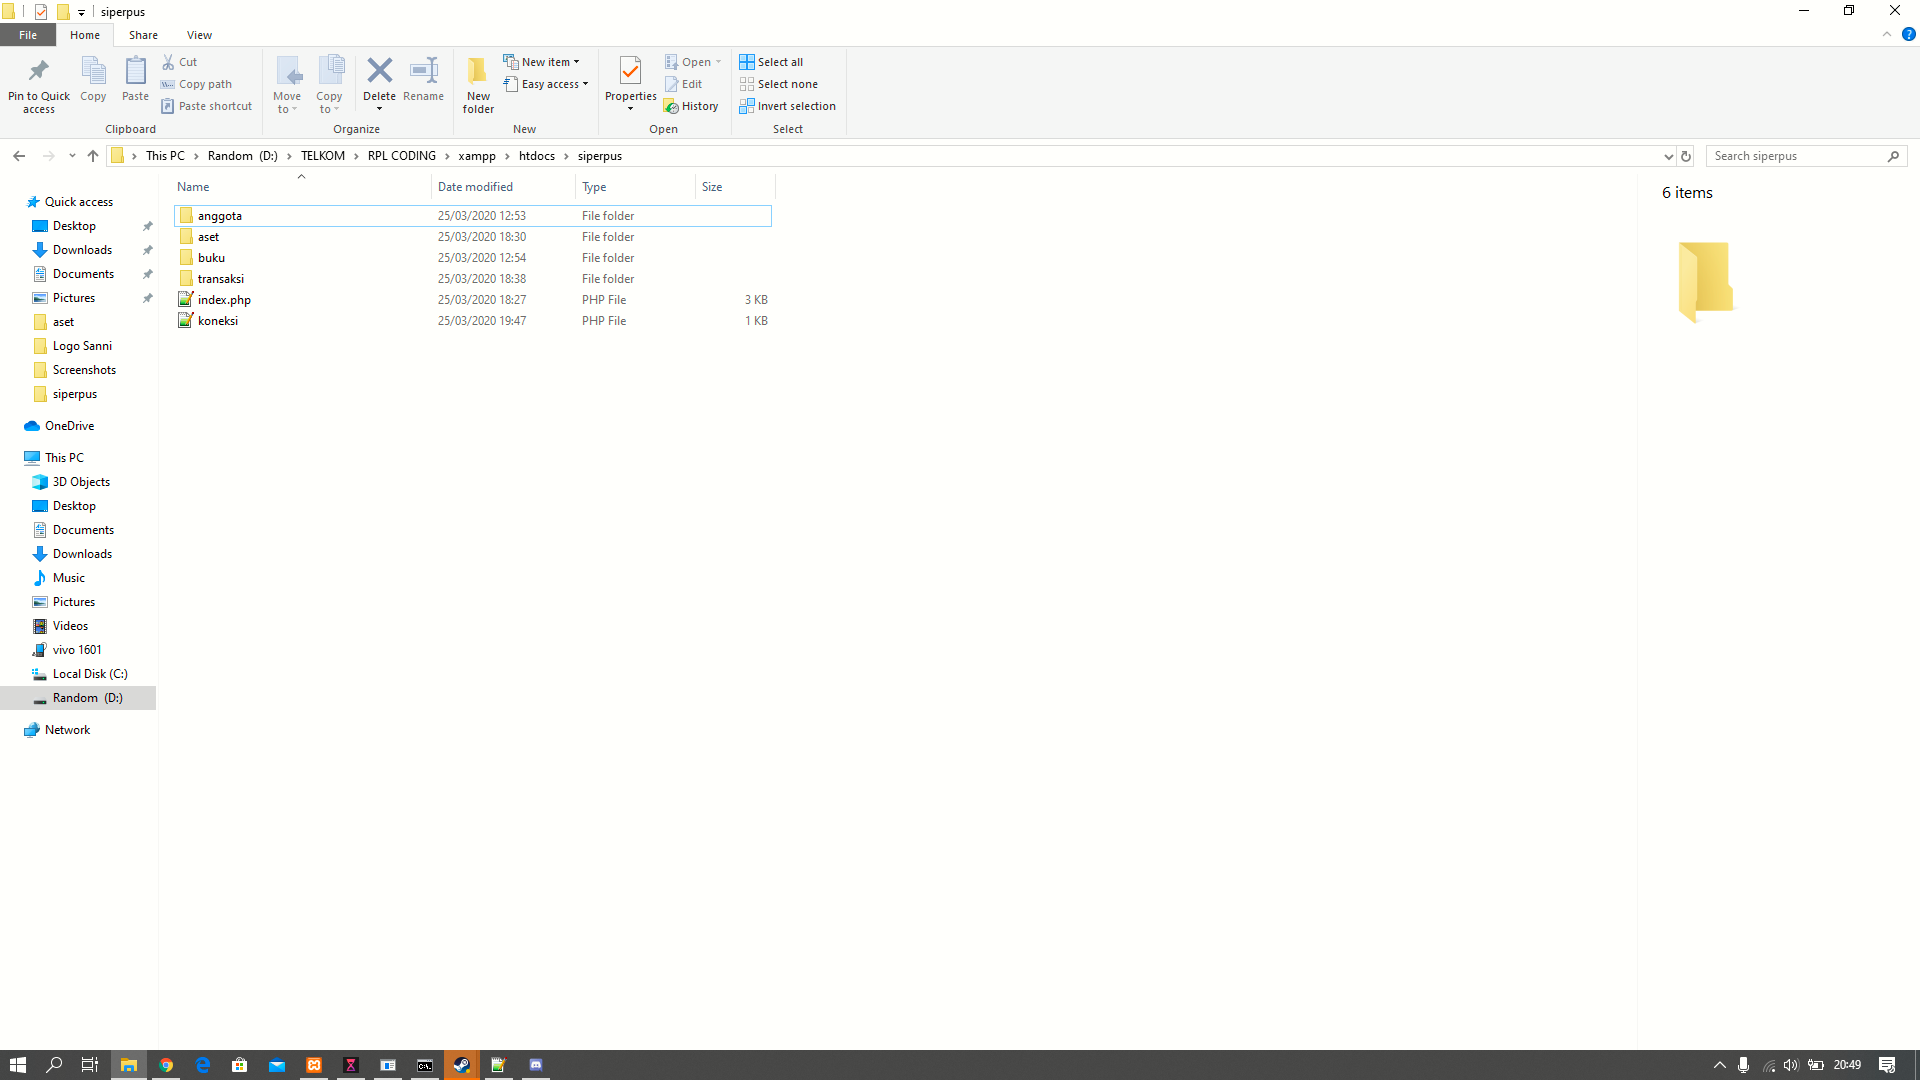 siperpus
File
Home
Share
View
Pin to Quick access
Copy
Paste
Cut
Copy path
Paste shortcut
Clipboard
Move to
Copy to
Delete
Rename
Organize
New folder
New item
Easy access
New
Properties
Open
Edit
History
Open
Select all
Select none
Invert selection
Select
This PC > Random (D:) > TELKOM > RPL CODING > xampp > htdocs > siperpus
Search siperpus
Name Date modified Type Size
anggota 25/03/2020 12:53 File folder
aset 25/03/2020 18:30 File folder
buku 25/03/2020 12:54 File folder
transaksi 25/03/2020 18:38 File folder
index.php 25/03/2020 18:27 PHP File 3 KB
koneksi 25/03/2020 19:47 PHP File 1 KB
6 items
Quick access
Desktop
Downloads
Documents
Pictures
aset
Logo Sanni
Screenshots
siperpus
OneDrive
This PC
3D Objects
Desktop
Documents
Downloads
Music
Pictures
Videos
vivo 1601
Local Disk (C:)
Random (D:)
Network
20:49